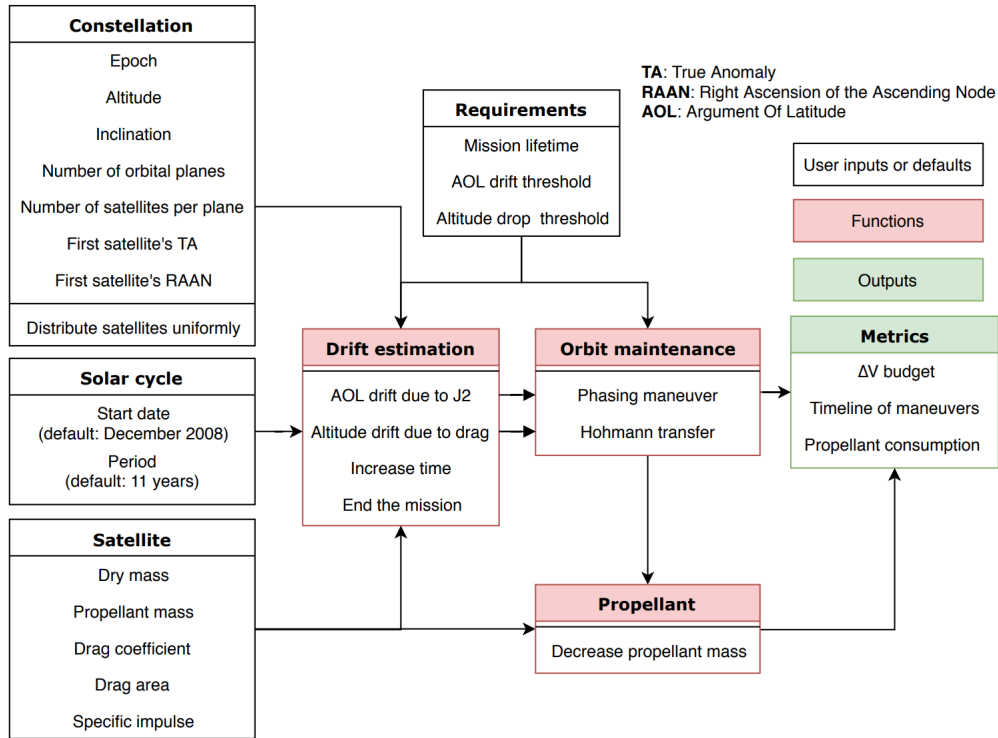 Constellation
Epoch
Altitude
Inclination
Number of orbital planes
Number of satellites per plane
First satellite's TA
First satellite's RAAN
Distribute satellites uniformly
Solar cycle
Start date
(default: December 2008)
Period
(default: 11 years)
Satellite
Dry mass
Propellant mass
Drag coefficient
Drag area
Specific impulse
Requirements
Mission lifetime
AOL drift threshold
Altitude drop threshold
Drift estimation
AOL drift due to J2
Altitude drift due to drag
Increase time
End the mission
Orbit maintenance
Phasing maneuver
Hohmann transfer
Propellant
Decrease propellant mass
TA: True Anomaly
RAAN: Right Ascension of the Ascending Node
AOL: Argument Of Latitude
User inputs or defaults
Functions
Outputs
Metrics
ΔV budget
Timeline of maneuvers
Propellant consumption